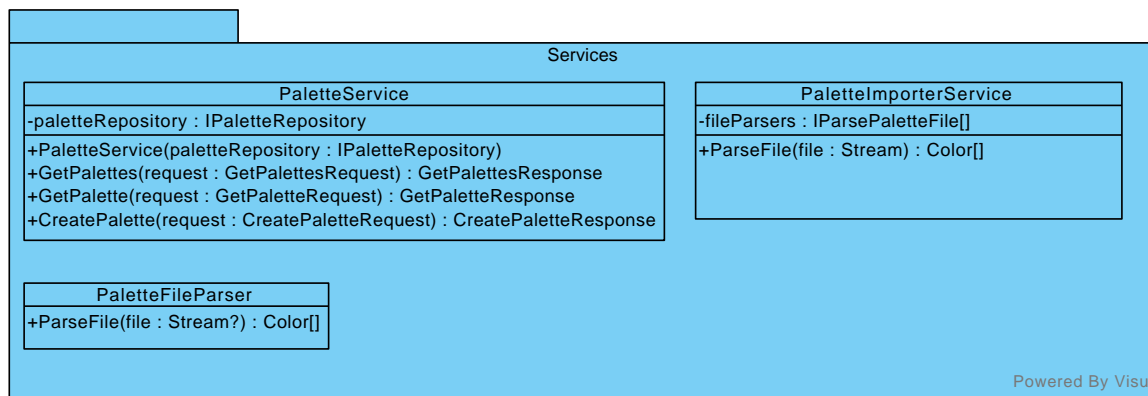 Services
PaletteService
-paletteRepository : IPaletteRepository
+PaletteService(paletteRepository : IPaletteRepository)
+GetPalettes(request : GetPalettesRequest) : GetPalettesResponse
+GetPalette(request : GetPaletteRequest) : GetPaletteResponse
+CreatePalette(request : CreatePaletteRequest) : CreatePaletteResponse
PaletteImporterService
-fileParsers : IParsePaletteFile[]
+ParseFile(file : Stream) : Color[]
PaletteFileParser
+ParseFile(file : Stream?) : Color[]
Powered By Visu